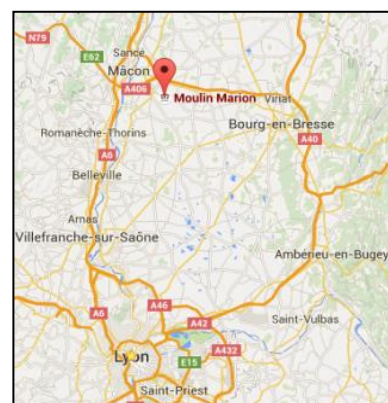 N79
Sancé
E62
Mâcon
A406
Moulin Marion
Viriat
Romanèche-Thorins
Bourg-en-Bresse
A40
A6
Belleville
Arnas
Villefranche-sur-Saône
Ambérieu-en-Bugey
A46
A6
A42
Saint-Vulbas
Lyon
E15
A432
Saint-Priest